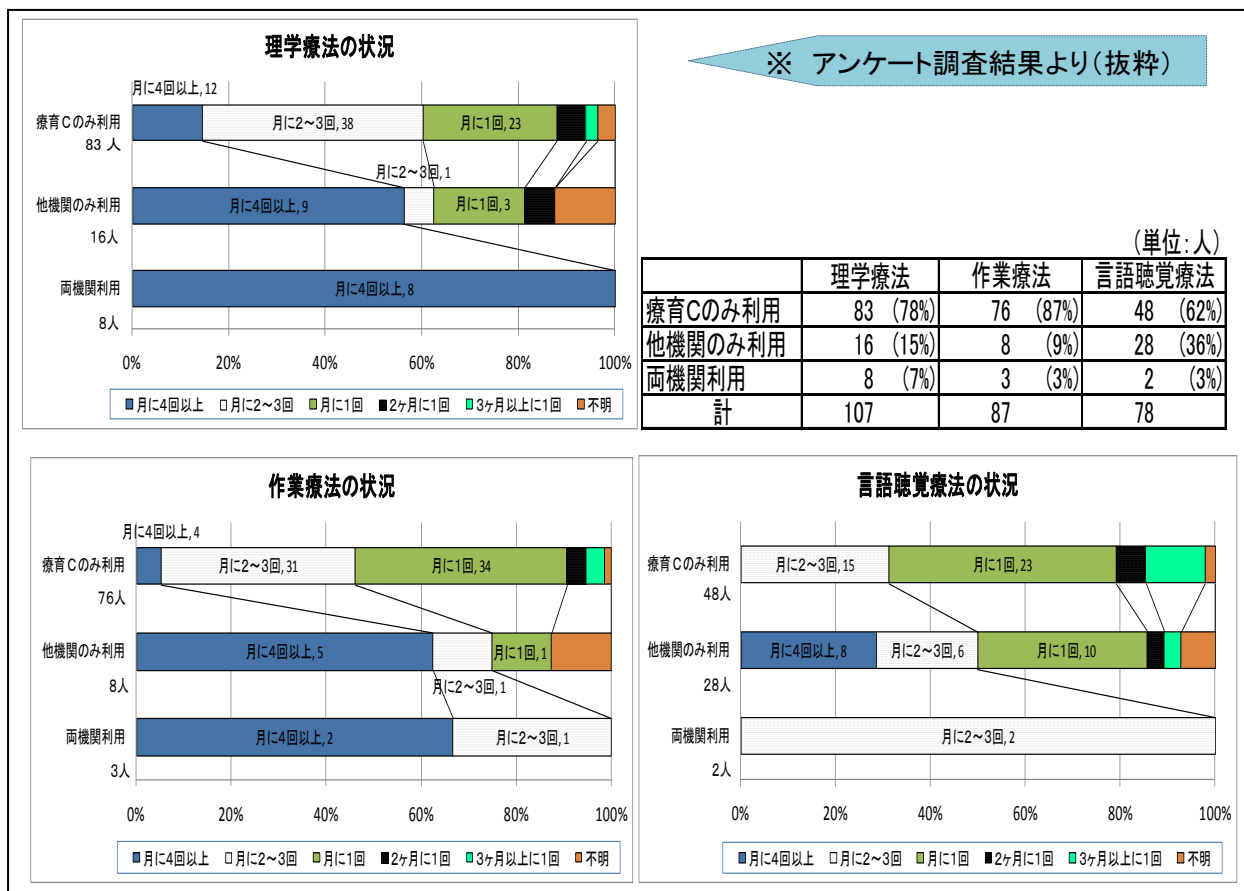 理学療法の状況
月に4回以上, 12
療育Cのみ利用
83 人
月に2～3回, 38
月に1回, 23
月に2～3回, 1
他機関のみ利用
16人
月に4回以上, 9
月に1回, 3
両機関利用
8人
月に4回以上, 8
0% 20% 40% 60% 80% 100%
月に4回以上 月に2～3回 月に1回 2ヶ月に1回 3ヶ月以上に1回 不明
※ アンケート調査結果より(抜粋)
(単位:人)
理学療法 作業療法 言語聴覚療法
療育Cのみ利用 83 (78%) 76 (87%) 48 (62%)
他機関のみ利用 16 (15%) 8 (9%) 28 (36%)
両機関利用 8 (7%) 3 (3%) 2 (3%)
計 107 87 78
作業療法の状況
月に4回以上, 4
療育Cのみ利用
76人
月に2～3回, 31
月に1回, 34
他機関のみ利用
8人
月に4回以上, 5
月に1回, 1
月に2～3回, 1
両機関利用
3人
月に4回以上, 2
月に2～3回, 1
0% 20% 40% 60% 80% 100%
月に4回以上 月に2～3回 月に1回 2ヶ月に1回 3ヶ月以上に1回 不明
言語聴覚療法の状況
療育Cのみ利用
48人
月に2～3回, 15
月に1回, 23
他機関のみ利用
28人
月に4回以上, 8
月に2～3回, 6
月に1回, 10
両機関利用
2人
月に2～3回, 2
0% 20% 40% 60% 80% 100%
月に4回以上 月に2～3回 月に1回 2ヶ月に1回 3ヶ月以上に1回 不明